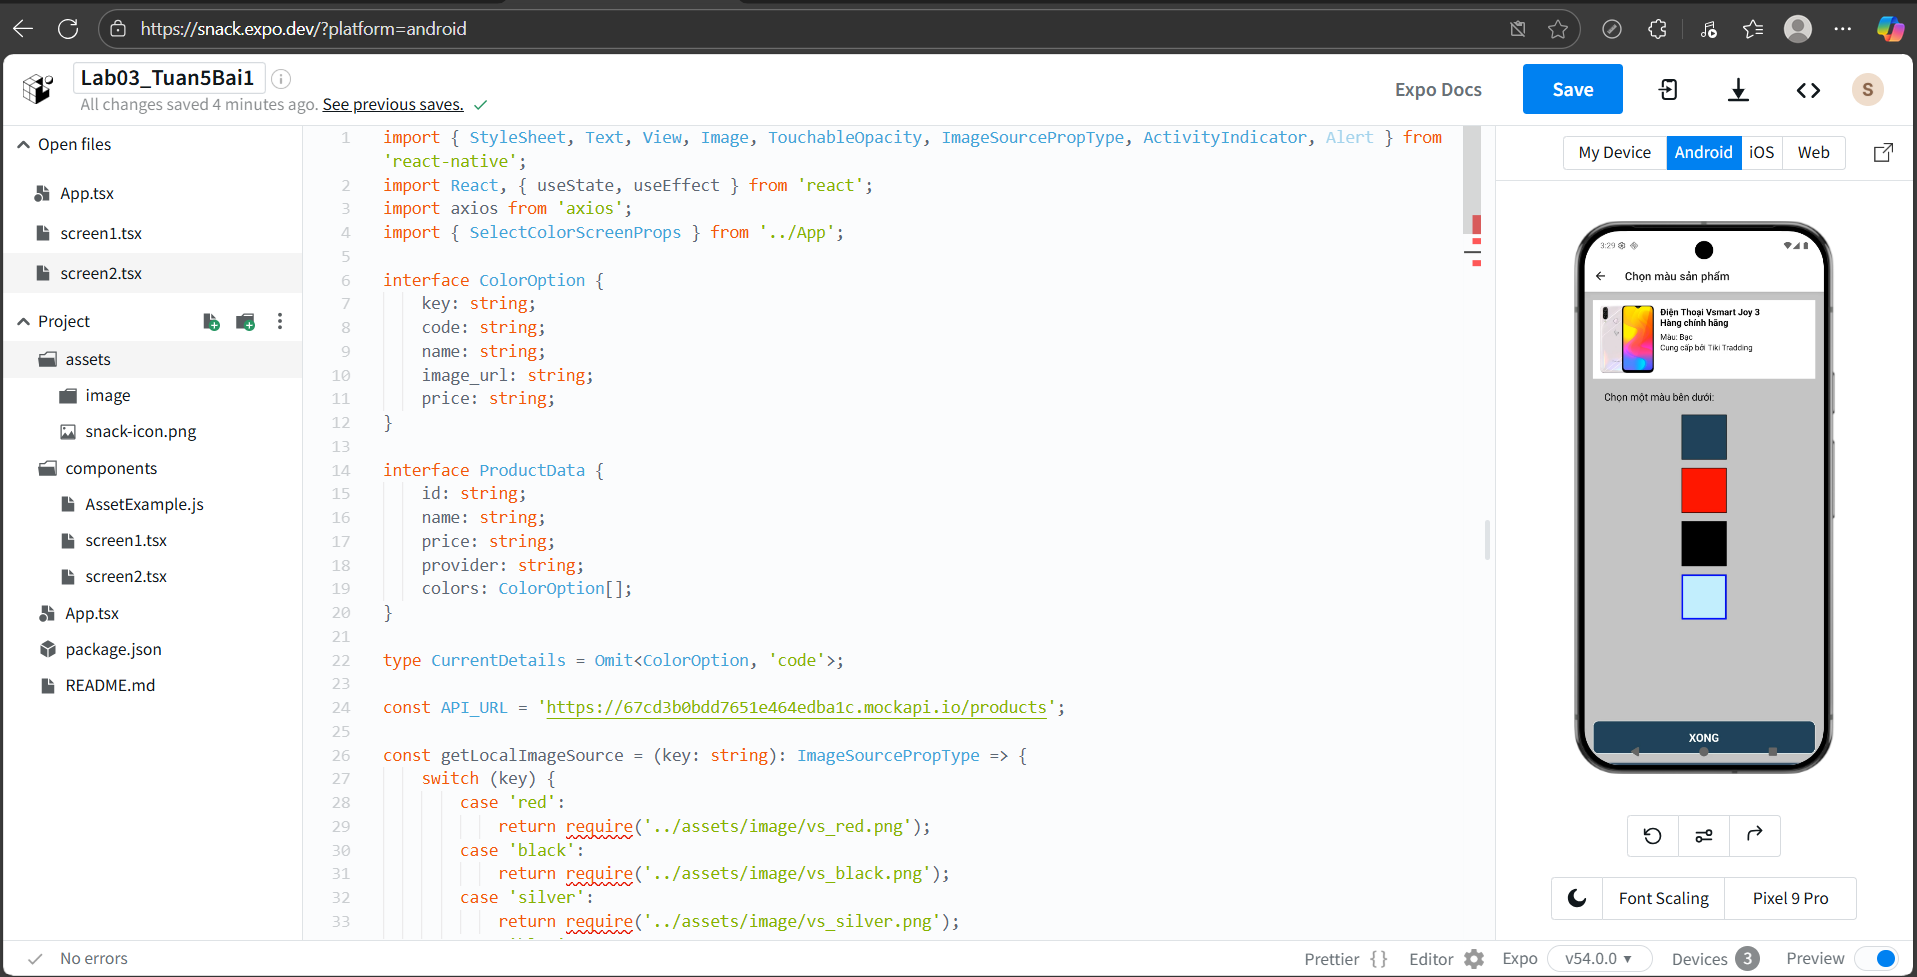 https://snack.expo.dev/?platform=android
Lab03_Tuan5Bai1
All changes saved 4 minutes ago. See previous saves.
Expo Docs
Save
S
Open files
App.tsx
screen1.tsx
screen2.tsx
Project
assets
image
snack-icon.png
components
AssetExample.js
screen1.tsx
screen2.tsx
App.tsx
package.json
README.md
1 import { StyleSheet, Text, View, Image, TouchableOpacity, ImageSourcePropType, ActivityIndicator, Alert } from
'react-native';
2 import React, { useState, useEffect } from 'react';
3 import axios from 'axios';
4 import { SelectColorScreenProps } from '../App';
5
6 interface ColorOption {
7 key: string;
8 code: string;
9 name: string;
10 image_url: string;
11 price: string;
12 }
13
14 interface ProductData {
15 id: string;
16 name: string;
17 price: string;
18 provider: string;
19 colors: ColorOption[];
20 }
21
22 type CurrentDetails = Omit<ColorOption, 'code'>;
23
24 const API_URL = 'https://67cd3b0bdd7651e464edba1c.mockapi.io/products';
25
26 const getLocalImageSource = (key: string): ImageSourcePropType => {
27 switch (key) {
28 case 'red':
29 return require('../assets/image/vs_red.png');
30 case 'black':
31 return require('../assets/image/vs_black.png');
32 case 'silver':
33 return require('../assets/image/vs_silver.png');
My Device
Android
iOS
Web
3:29
Chọn màu sản phẩm
Điện Thoại Vsmart Joy 3
Hàng chính hãng
Màu: Bạc
Cung cấp bởi Tiki Tradding
Chọn một màu bên dưới:
XONG
Font Scaling
Pixel 9 Pro
No errors
Prettier { }
Editor
Expo
v54.0.0
Devices 3
Preview